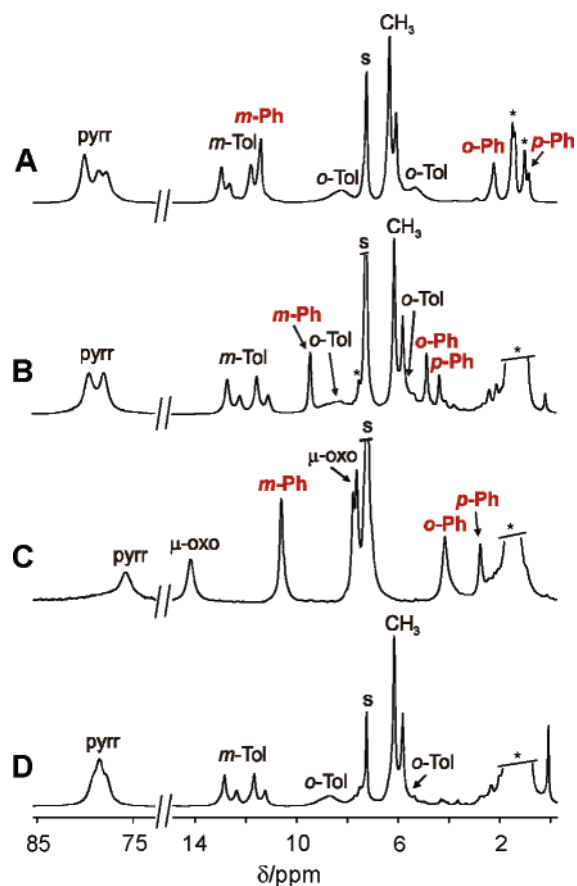 A
pyrr
m-Tol
m-Ph
o-Tol
s
CH3
o-Tol
o-Ph
*
*
p-Ph
B
pyrr
m-Tol
m-Ph
o-Tol
*
s
CH3
o-Tol
o-Ph
p-Ph
*
C
pyrr
μ-oxo
m-Ph
μ-oxo
s
o-Ph
p-Ph
*
D
pyrr
m-Tol
o-Tol
s
CH3
o-Tol
*
85 75 14 10 6 2
δ/ppm